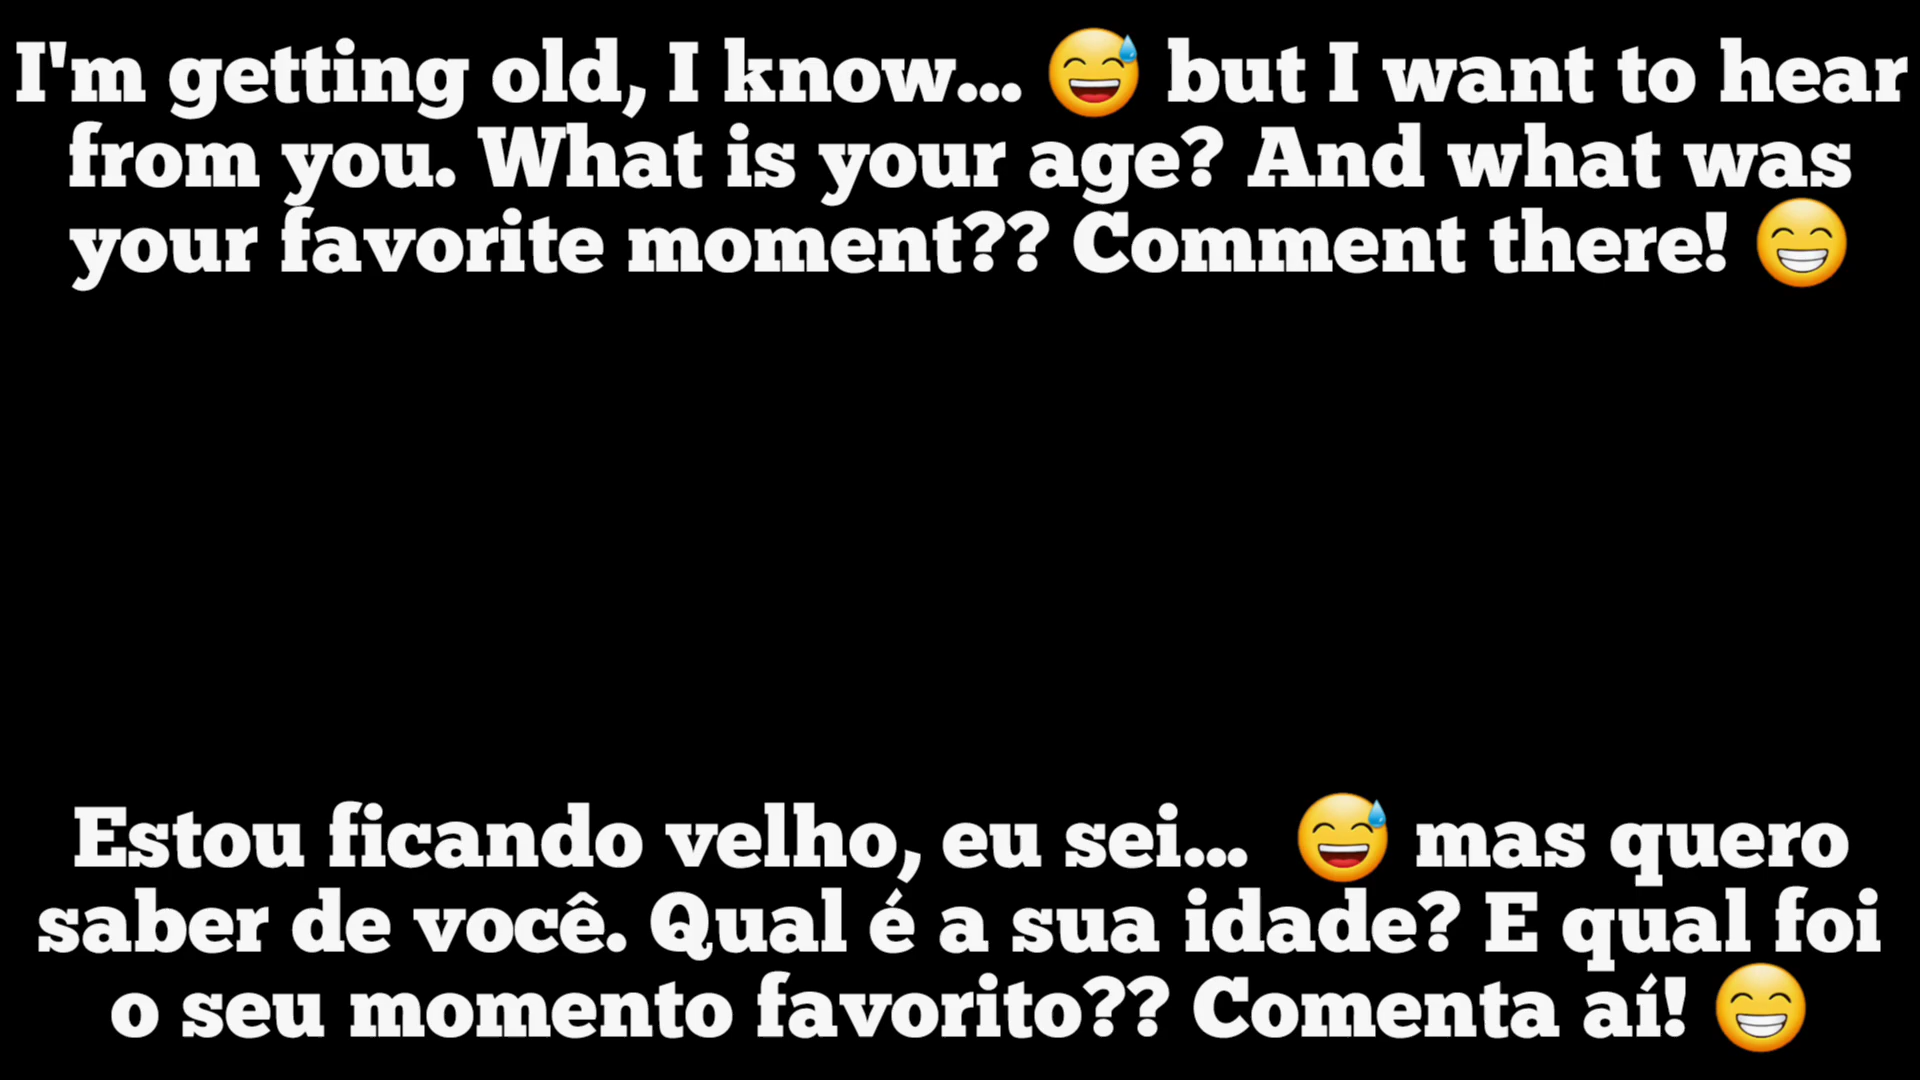 I'm getting old, I know... 😅 but I want to hear
from you. What is your age? And what was
your favorite moment?? Comment there! 😁
Estou ficando velho, eu sei... 😅 mas quero
saber de você. Qual é a sua idade? E qual foi
o seu momento favorito?? Comenta aí! 😁